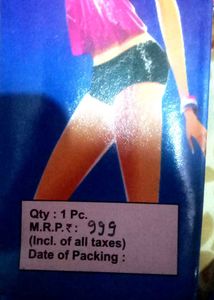 Qty : 1 Pc.
M.R.P.₹ : 999
(Incl. of all taxes)
Date of Packing :